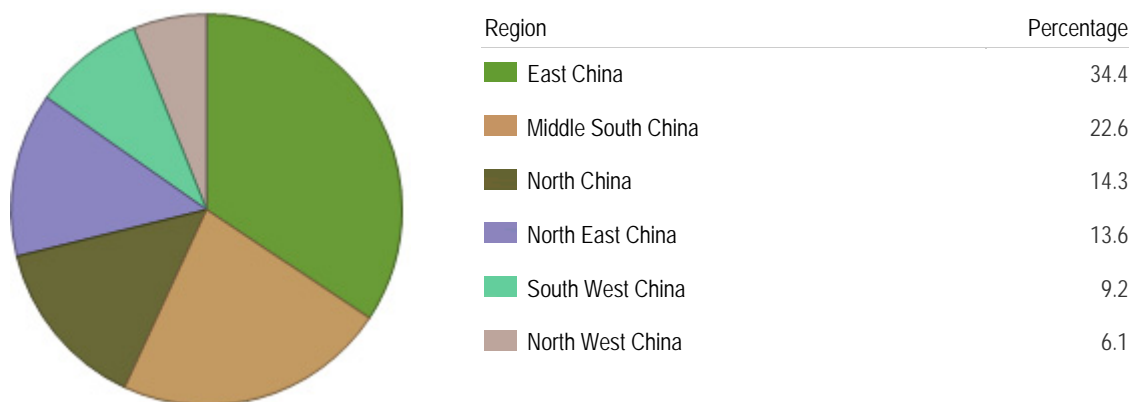 Region Percentage
East China 34.4
Middle South China 22.6
North China 14.3
North East China 13.6
South West China 9.2
North West China 6.1